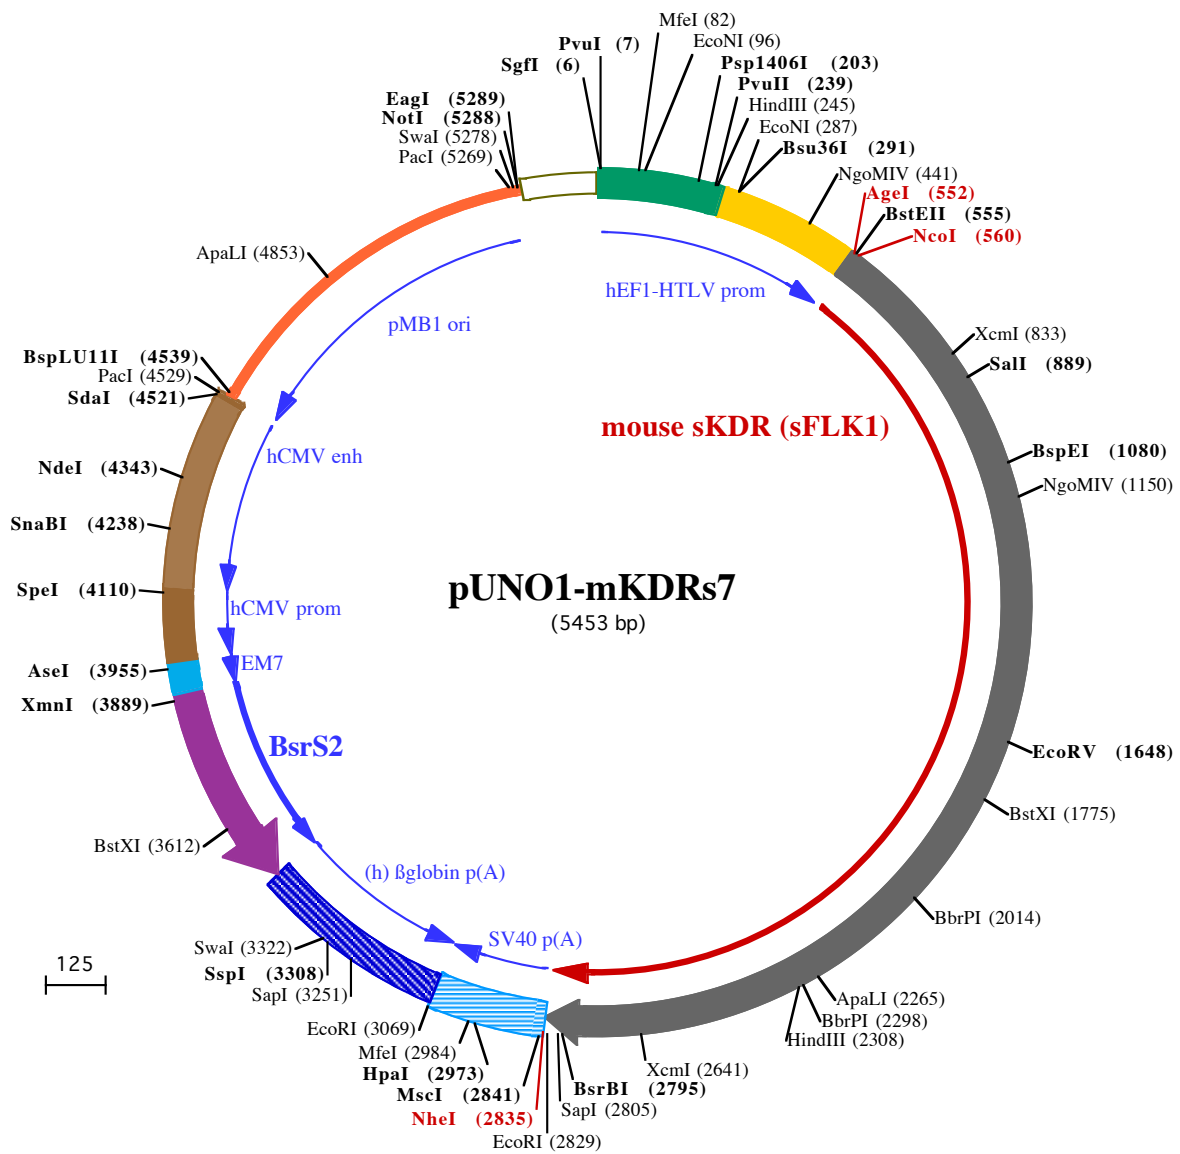 MfeI (82)
PvuI (7)
EcoNI (96)
SgfI (6)
Psp1406I (203)
PvuII (239)
HindIII (245)
EcoNI (287)
Bsu36I (291)
NgoMIV (441)
AgeI (552)
BstEII (555)
NcoI (560)
EagI (5289)
NotI (5288)
SwaI (5278)
PacI (5269)
ApaLI (4853)
hEF1-HTLV prom
pMB1 ori
XcmI (833)
SalI (889)
BspLU11I (4539)
PacI (4529)
SdaI (4521)
mouse sKDR (sFLK1)
BspEI (1080)
NgoMIV (1150)
hCMV enh
NdeI (4343)
SnaBI (4238)
SpeI (4110)
pUNO1-mKDRs7
(5453 bp)
hCMV prom
EM7
AseI (3955)
XmnI (3889)
BsrS2
EcoRV (1648)
BstXI (1775)
BstXI (3612)
(h) ßglobin p(A)
BbrPI (2014)
SV40 p(A)
SwaI (3322)
SspI (3308)
SapI (3251)
125
ApaLI (2265)
BbrPI (2298)
HindIII (2308)
EcoRI (3069)
MfeI (2984)
HpaI (2973)
MscI (2841)
NheI (2835)
EcoRI (2829)
XcmI (2641)
BsrBI (2795)
SapI (2805)